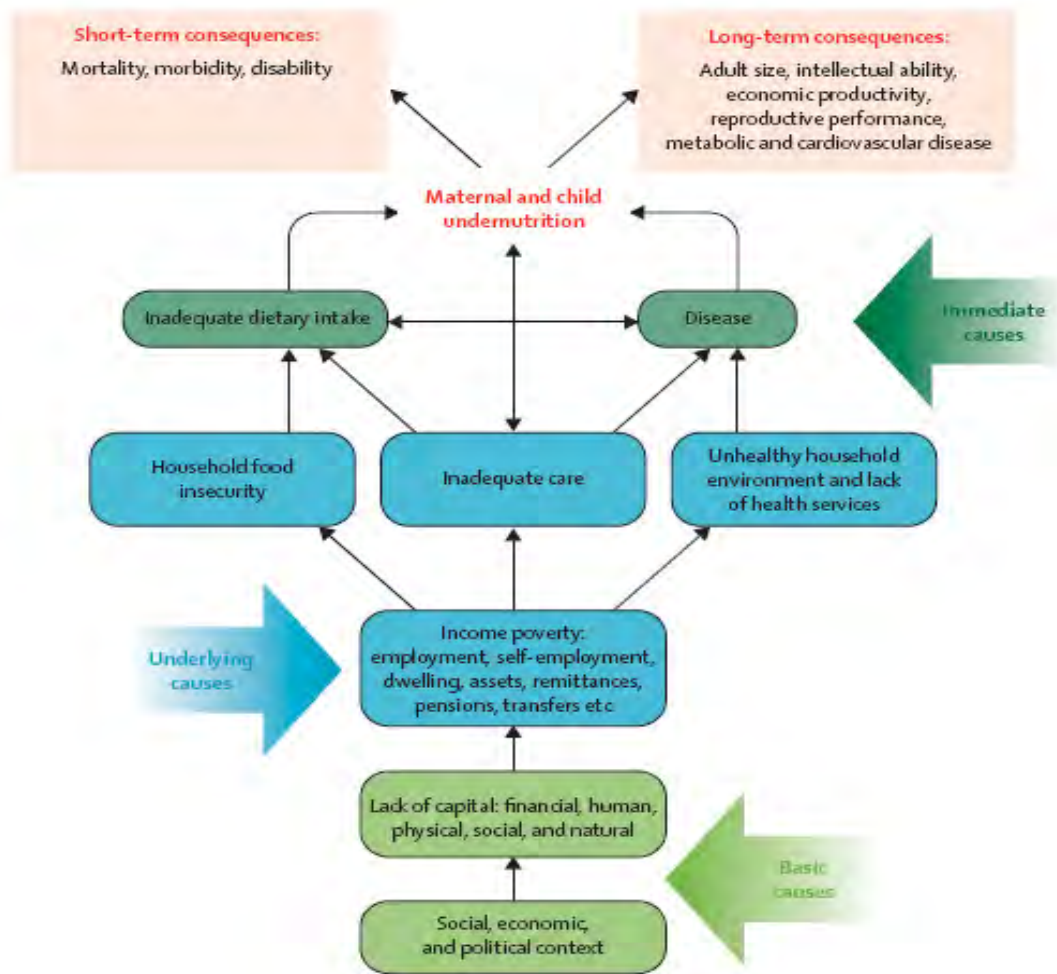 Short-term consequences:
Mortality, morbidity, disability
Long-term consequences:
Adult size, intellectual ability,
economic productivity,
reproductive performance,
metabolic and cardiovascular disease
Maternal and child
undernutrition
Inadequate dietary intake
Disease
Immediate
causes
Household food
insecurity
Inadequate care
Unhealthy household
environment and lack
of health services
Underlying
causes
Income poverty:
employment, self-employment,
dwelling, assets, remittances,
pensions, transfers etc
Lack of capital: financial, human,
physical, social, and natural
Basic
causes
Social, economic,
and political context